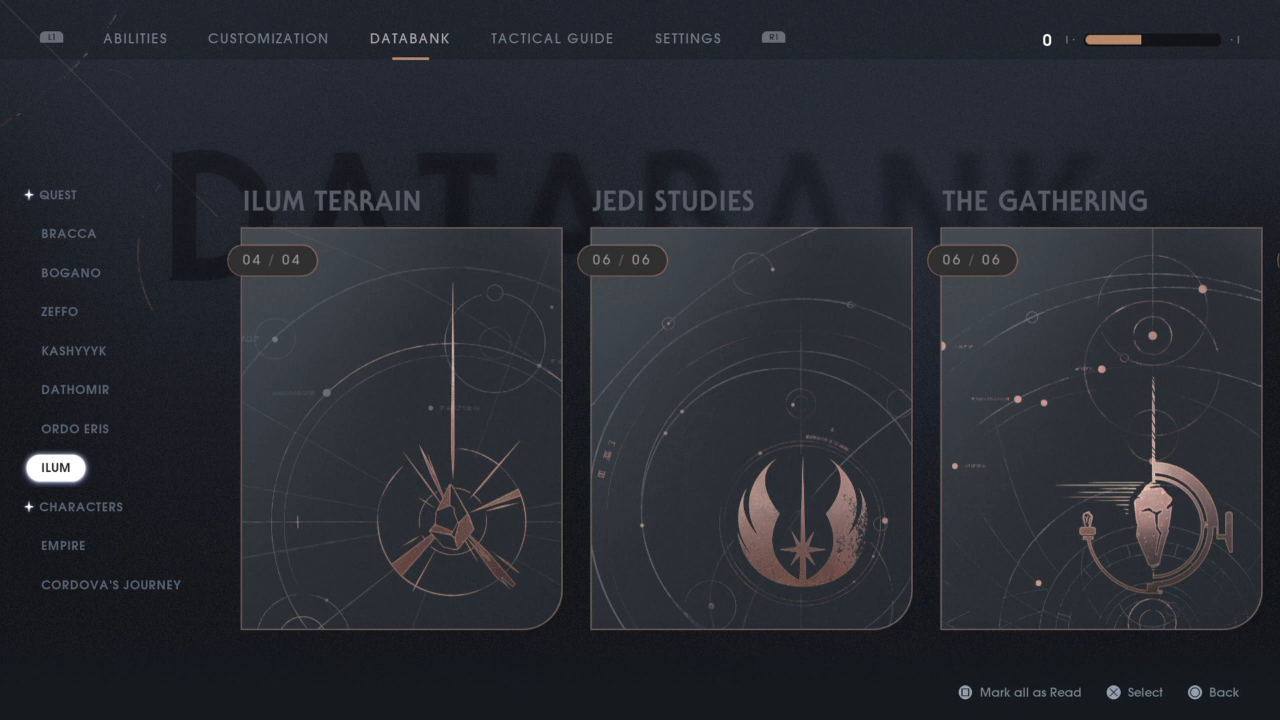 L1 ABILITIES CUSTOMIZATION DATABANK TACTICAL GUIDE SETTINGS R1 0
DATABANK
QUEST
BRACCA
BOGANO
ZEFFO
KASHYYYK
DATHOMIR
ORDO ERIS
ILUM
CHARACTERS
EMPIRE
CORDOVA'S JOURNEY
ILUM TERRAIN
04 / 04
JEDI STUDIES
06 / 06
THE GATHERING
06 / 06
Mark all as Read Select Back